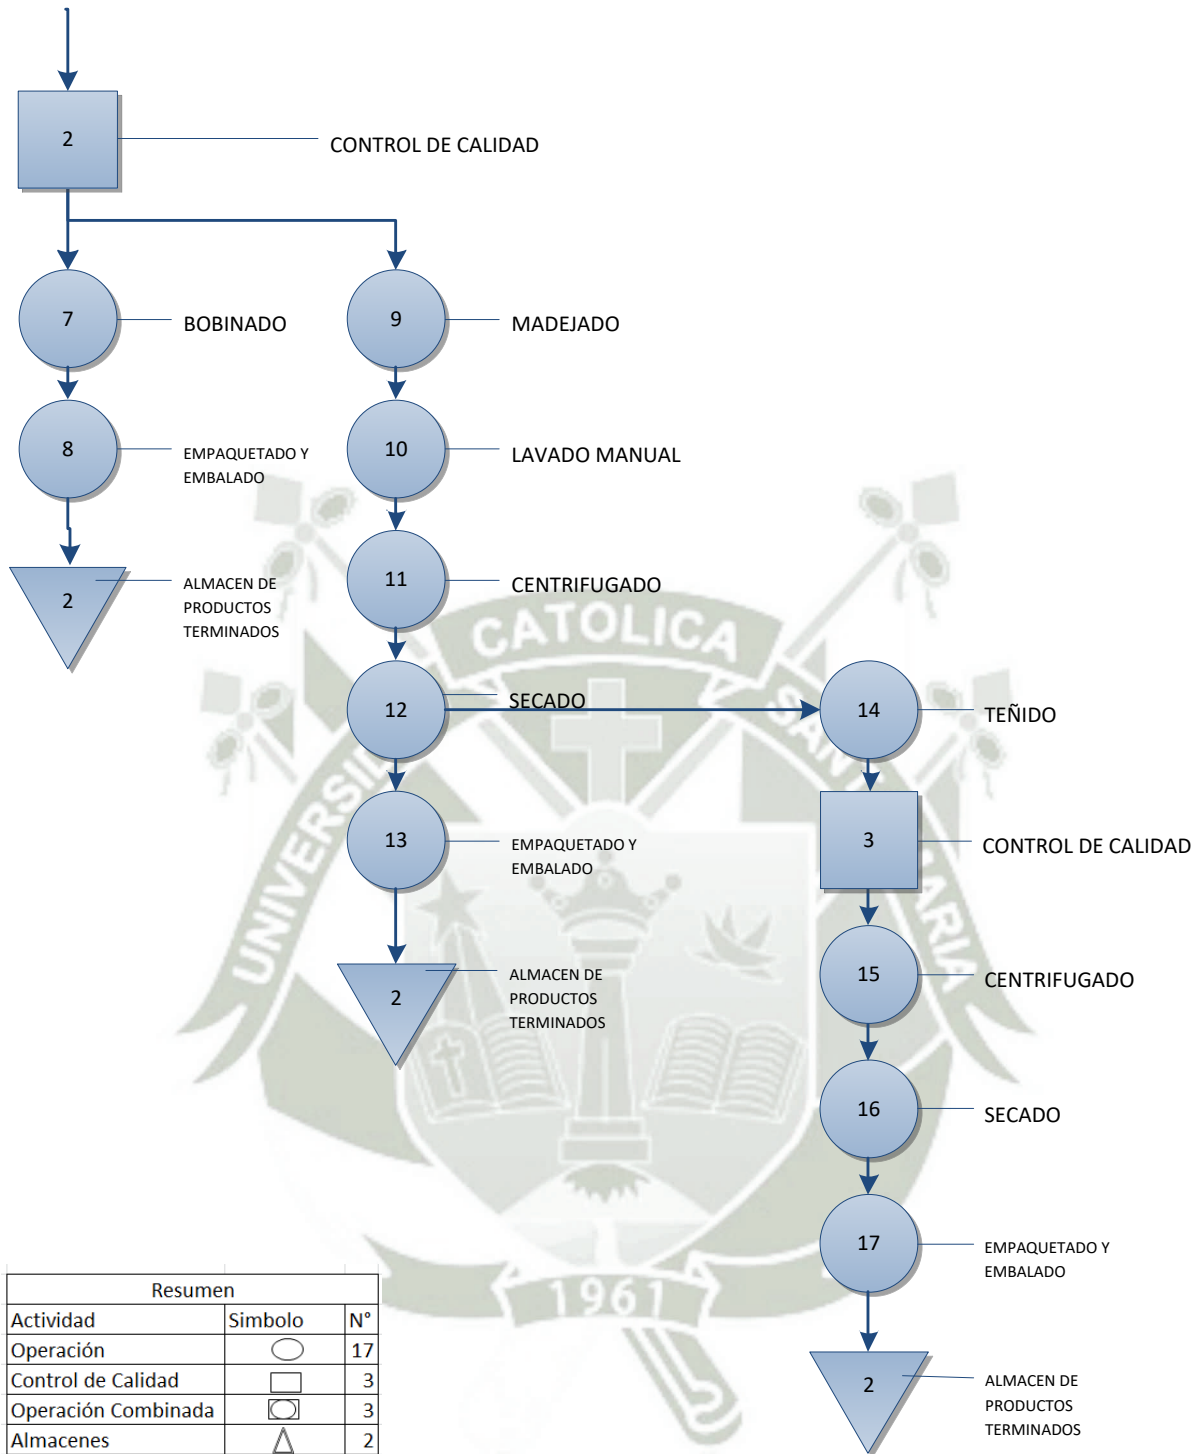 2
CONTROL DE CALIDAD
7
BOBINADO
9
MADEJADO
8
EMPAQUETADO Y
EMBALADO
10
LAVADO MANUAL
2
ALMACEN DE
PRODUCTOS
TERMINADOS
11
CENTRIFUGADO
12
SECADO
14
TEÑIDO
13
EMPAQUETADO Y
EMBALADO
3
CONTROL DE CALIDAD
2
ALMACEN DE
PRODUCTOS
TERMINADOS
15
CENTRIFUGADO
16
SECADO
17
EMPAQUETADO Y
EMBALADO
2
ALMACEN DE
PRODUCTOS
TERMINADOS
Resumen
Actividad Simbolo N°
Operación 17
Control de Calidad 3
Operación Combinada 3
Almacenes 2
CATOLICA
1961